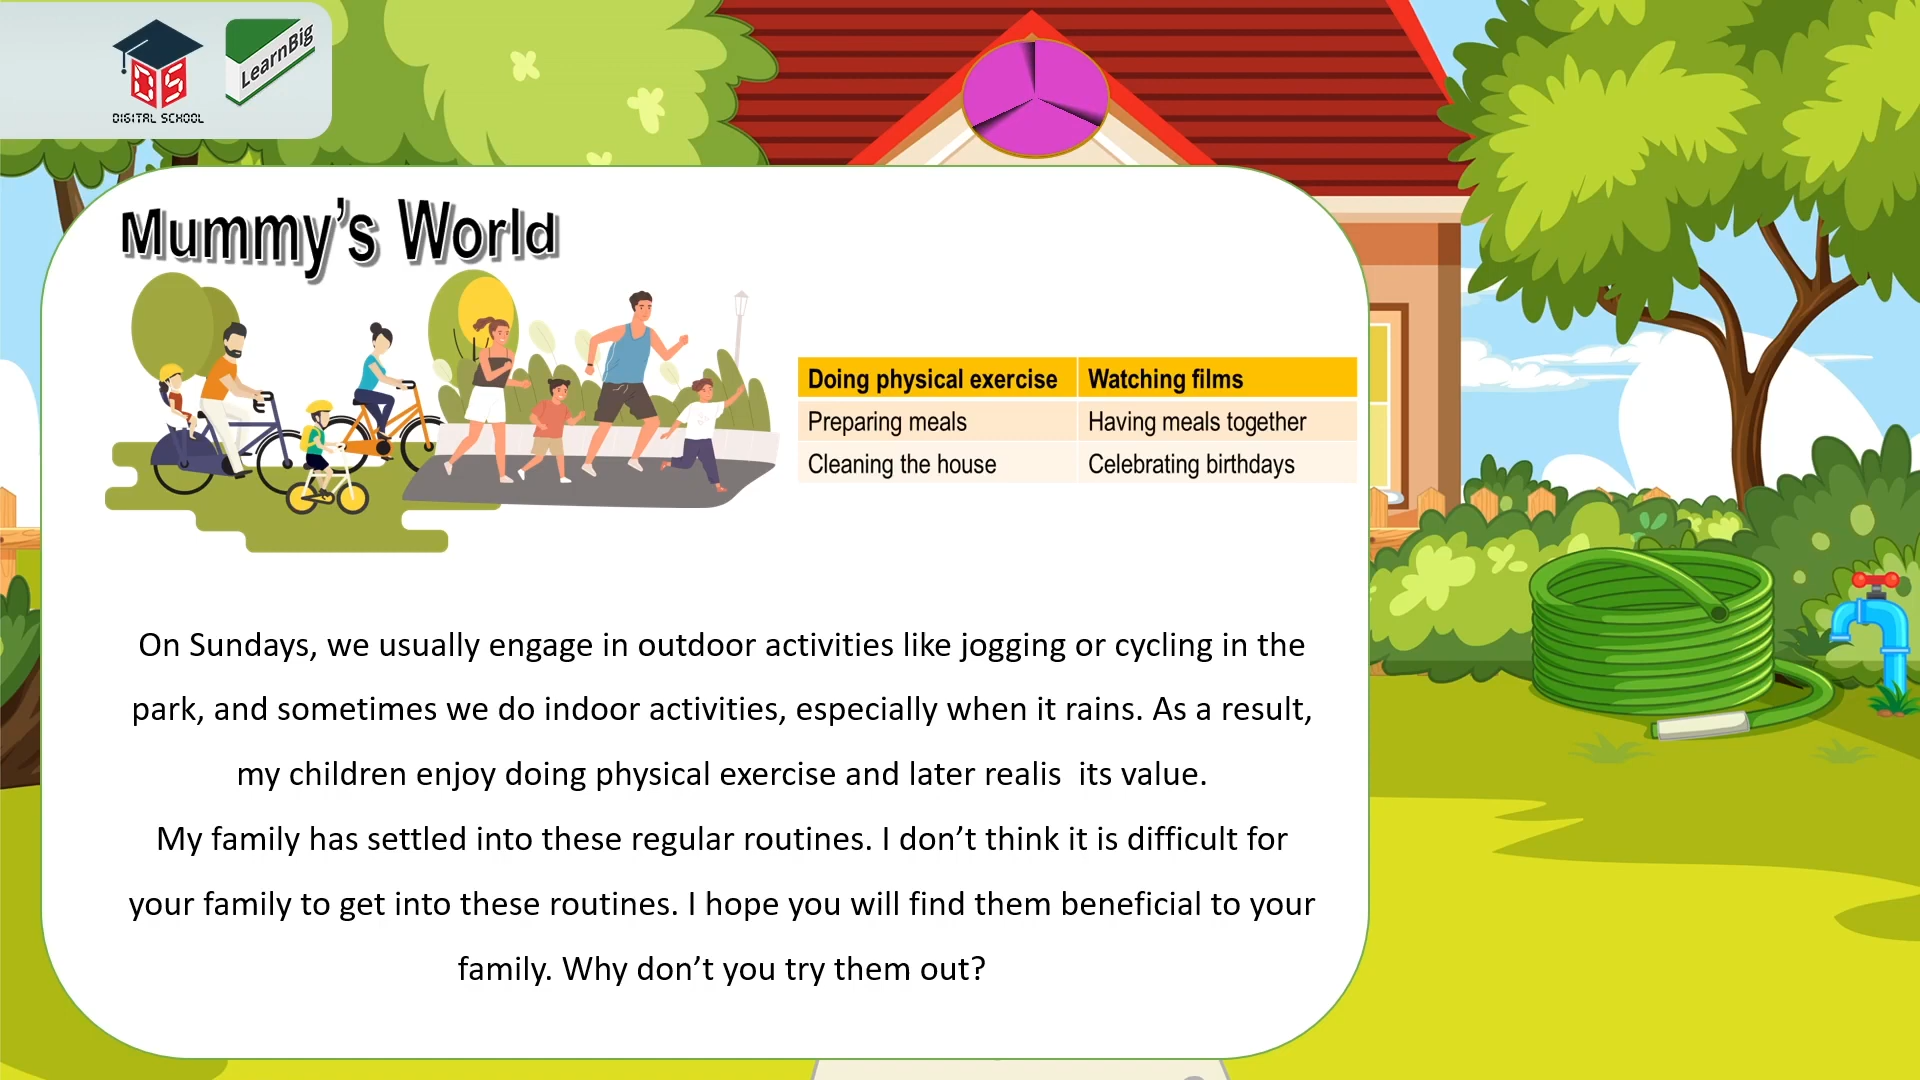 DS
DIGITAL SCHOOL
LearnBig
Mummy's World
Doing physical exercise Watching films
Preparing meals Having meals together
Cleaning the house Celebrating birthdays
On Sundays, we usually engage in outdoor activities like jogging or cycling in the
park, and sometimes we do indoor activities, especially when it rains. As a result,
my children enjoy doing physical exercise and later realis  its value.
My family has settled into these regular routines. I don’t think it is difficult for
your family to get into these routines. I hope you will find them beneficial to your
family. Why don’t you try them out?